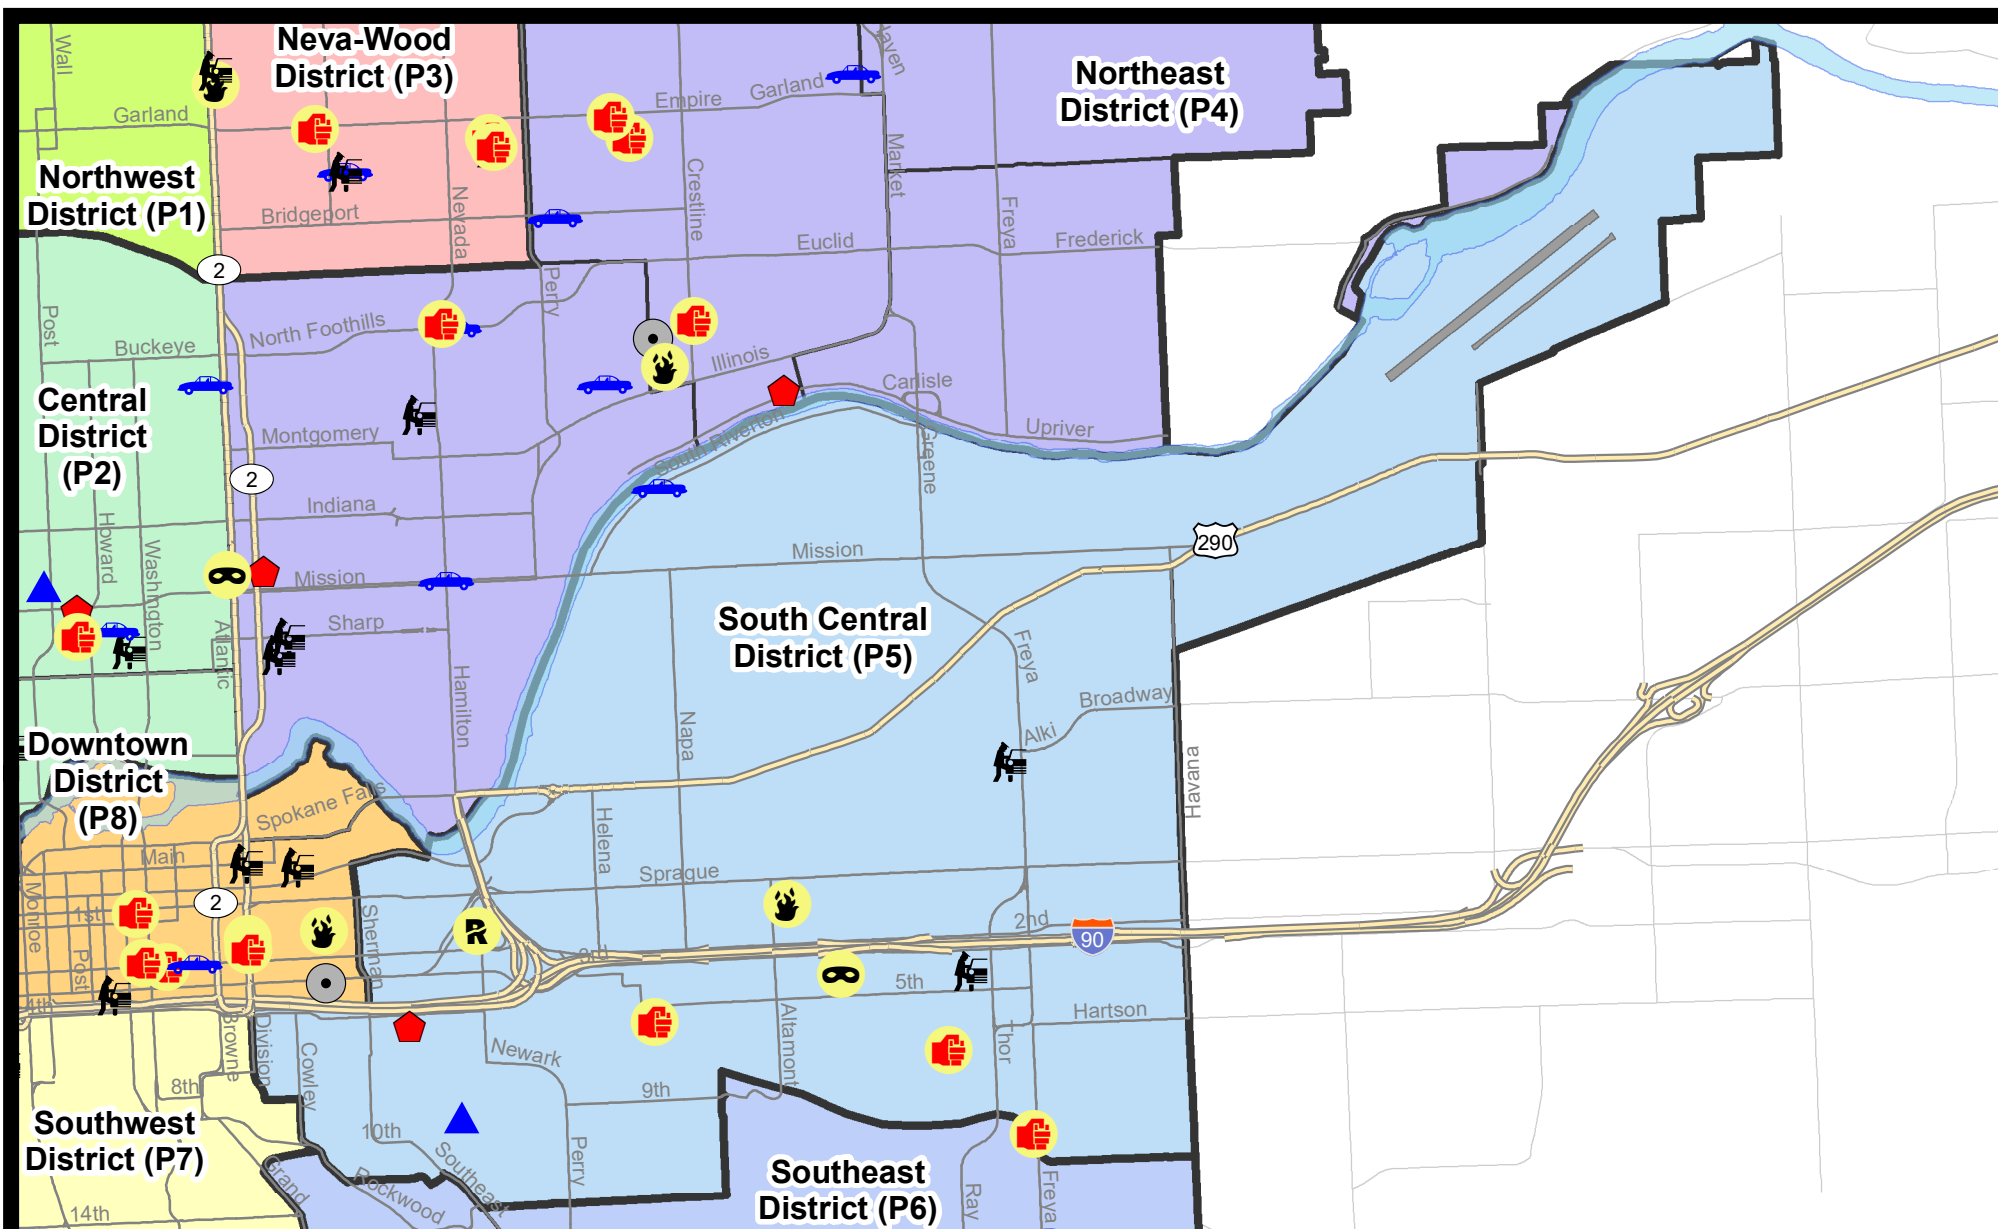 Neva-Wood
District (P3)
Northeast
District (P4)
Northwest
District (P1)
Central
District
(P2)
South Central
District (P5)
Downtown
District
(P8)
Southwest
District (P7)
Southeast
District (P6)
Wall
Garland
Empire
Garland
Haven
Market
Bridgeport
Nevada
Crestline
Freya
Euclid
Frederick
2
Perry
Post
Buckeye
North Foothills
Illinois
Carlisle
Montgomery
South Riverton
Upriver
Greene
2
Indiana
Howard
Washington
Mission
Mission
290
Sharp
Atlantic
Hamilton
Napa
Freya
Broadway
Alki
Havana
Spokane Falls
Helena
Main
Sprague
Monroe
1st
2
Sherman
2nd
90
Post
3rd
5th
4th
Browne
Division
Cowley
Newark
Altamont
Thor
Hartson
8th
9th
10th
Southeast
Perry
Grand
Rockwood
Ray
Freya
14th
R